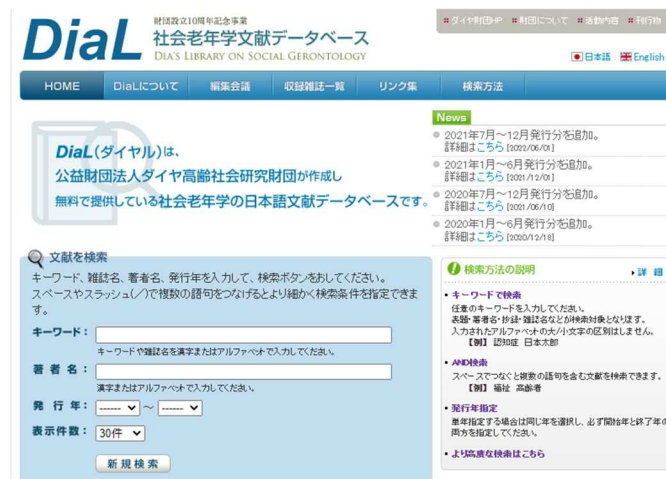 DiaL
財団設立10周年記念事業
社会老年学文献データベース
DIA'S LIBRARY ON SOCIAL GERONTOLOGY
ダイヤ財団HP 財団について 活動内容 刊行物
日本語 English
HOME DiaLについて 編集会議 収録雑誌一覧 リンク集 検索方法
DiaL(ダイヤル)は、
公益財団法人ダイヤ高齢社会研究財団が作成し
無料で提供している社会老年学の日本語文献データベースです。
News
2021年7月～12月発行分を追加。
詳細はこちら [2022/06/01]
2021年1月～6月発行分を追加。
詳細はこちら [2021/12/01]
2020年7月～12月発行分を追加。
詳細はこちら [2021/06/10]
2020年1月～6月発行分を追加。
詳細はこちら [2020/12/18]
文献を検索
キーワード、雑誌名、著者名、発行年を入力して、検索ボタンをおしてください。
スペースやスラッシュ(／)で複数の語句をつなげるとより細かく検索条件を指定できま
す。
キーワード：
キーワードや雑誌名を漢字またはアルファベットで入力してください。
著者名：
漢字またはアルファベットで入力してください。
発行年： ------ ～ ------
表示件数： 30件
新規検索
検索方法の説明
詳細
・キーワードで検索
任意のキーワードを入力してください。
表題・著者名・抄録・雑誌名などが検索対象となります。
入力されたアルファベットの大/小文字の区別はしません。
【例】 認知症 日本太郎
・AND検索
スペースでつなぐと複数の語句を含む文献を検索できます。
【例】 福祉 高齢者
・発行年指定
単年指定する場合は同じ年を選択し、必ず開始年と終了年の
両方を指定してください。
・より高度な検索はこちら